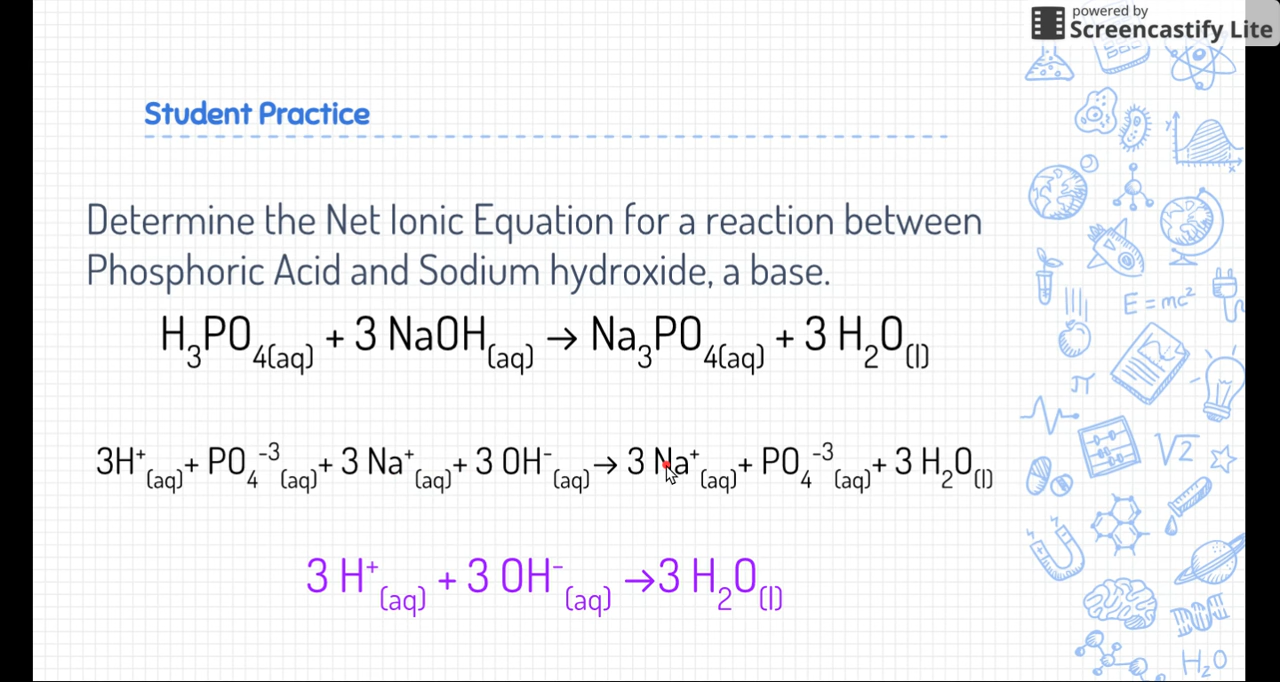 powered by
Screencastify Lite
Student Practice
Determine the Net Ionic Equation for a reaction between
Phosphoric Acid and Sodium hydroxide, a base.
H₃PO₄(aq) + 3 NaOH(aq) → Na₃PO₄(aq) + 3 H₂O(l)
3H⁺(aq)+ PO₄⁻³(aq)+ 3 Na⁺(aq)+ 3 OH⁻(aq)→ 3 Na⁺(aq)+ PO₄⁻³(aq)+ 3 H₂O(l)
3 H⁺(aq) + 3 OH⁻(aq) →3 H₂O(l)
y
x
E=mc²
π
√2
H₂O